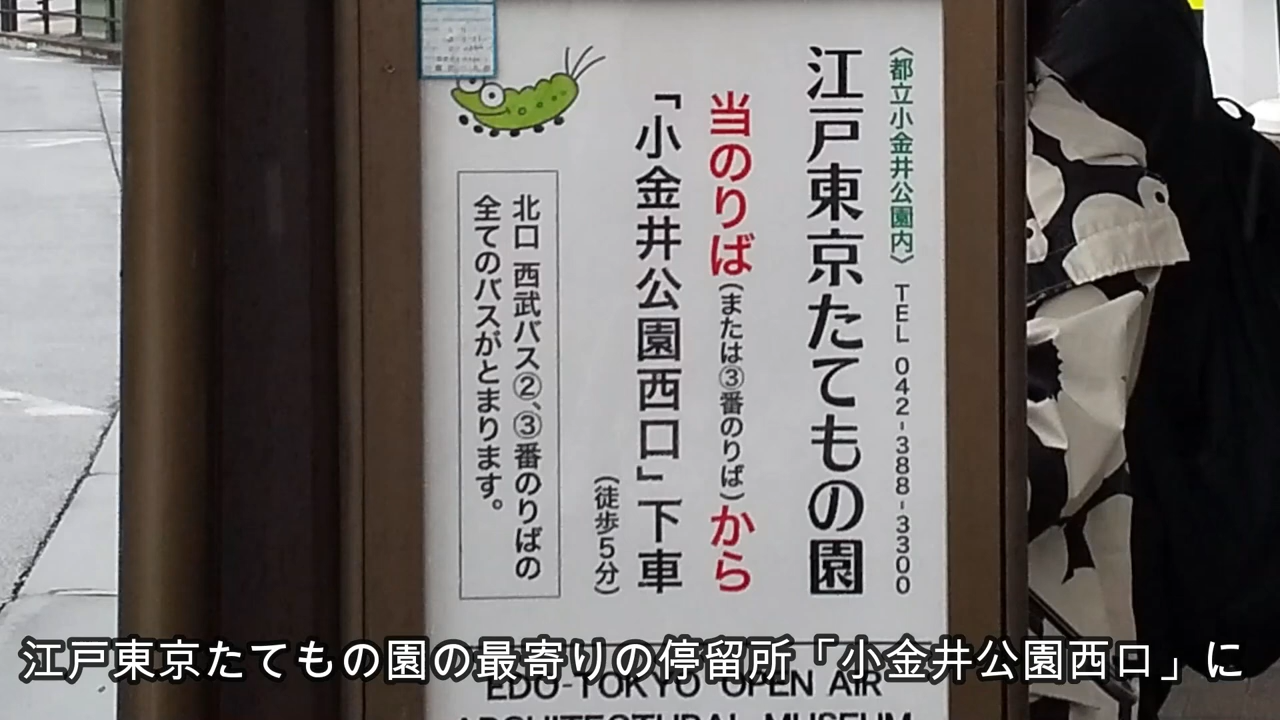 〈都立小金井公園内〉 TEL 042-388-3300
江戸東京たてもの園
当のりば(または③番のりば)から
「小金井公園西口」下車
(徒歩5分)
北口 西武バス②、③番のりばの
全てのバスがとまります。
EDO-TOKYO OPEN AIR
ARCHITECTURAL MUSEUM
江戸東京たてもの園の最寄りの停留所「小金井公園西口」に